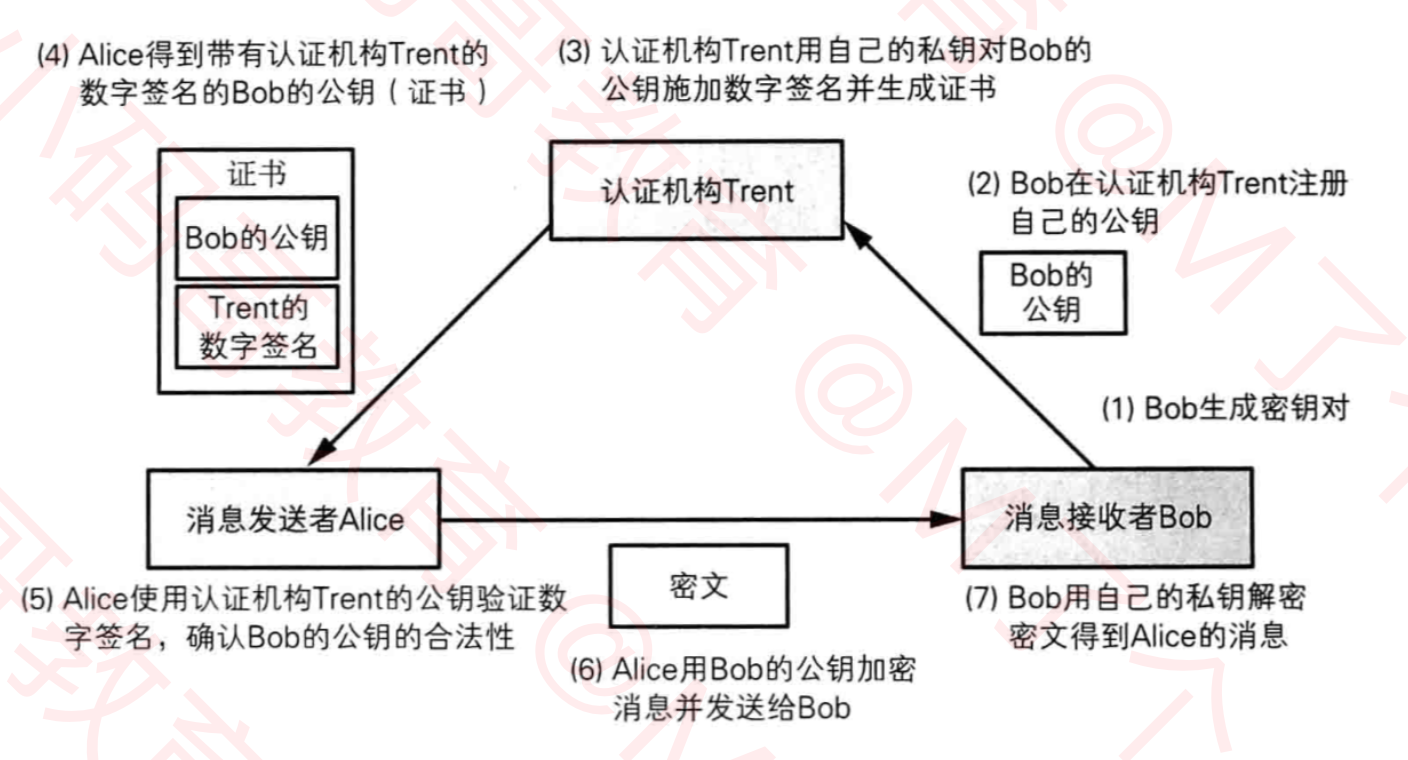 (4) Alice得到带有认证机构Trent的
数字签名的Bob的公钥（证书）
(3) 认证机构Trent用自己的私钥对Bob的
公钥施加数字签名并生成证书
证书
Bob的公钥
Trent的
数字签名
认证机构Trent
(2) Bob在认证机构Trent注册
自己的公钥
Bob的
公钥
(1) Bob生成密钥对
消息发送者Alice
消息接收者Bob
(5) Alice使用认证机构Trent的公钥验证数
字签名，确认Bob的公钥的合法性
密文
(6) Alice用Bob的公钥加密
消息并发送给Bob
(7) Bob用自己的私钥解密
密文得到Alice的消息
小码哥教育
@M了个